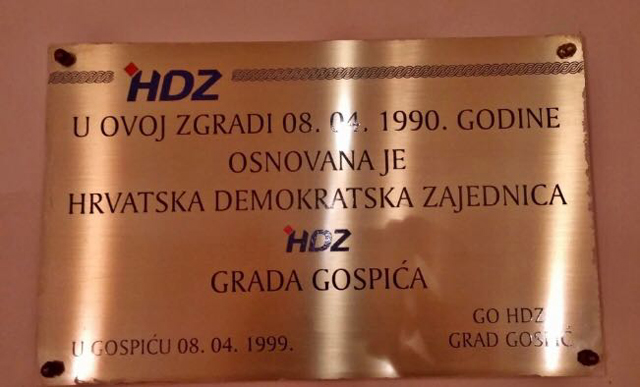 HDZ
U OVOJ ZGRADI 08. 04. 1990. GODINE
OSNOVANA JE
HRVATSKA DEMOKRATSKA ZAJEDNICA
HDZ
GRADA GOSPIĆA
GO HDZ
U GOSPIĆU 08. 04. 1999.
GRAD GOSPIĆ